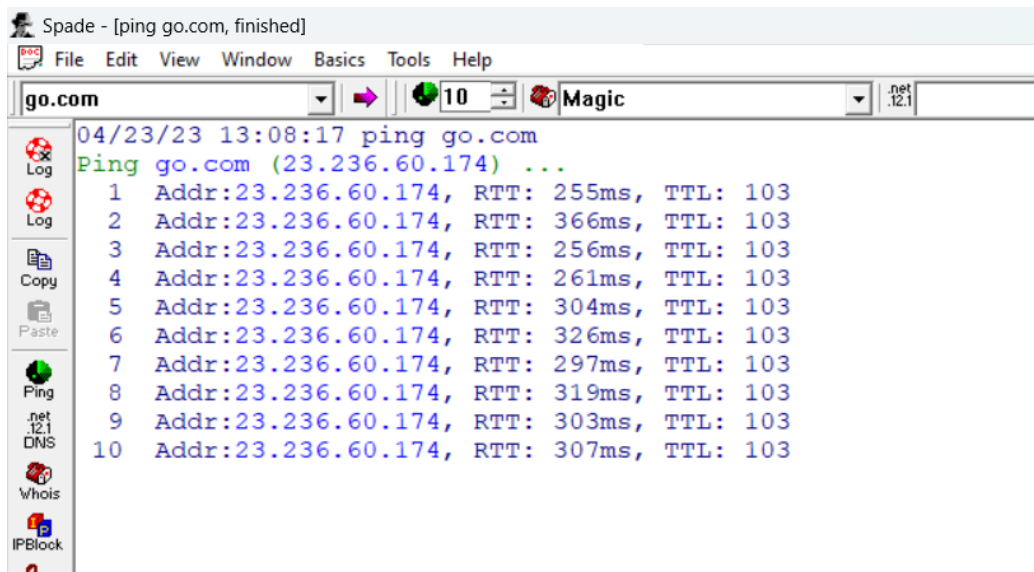 Spade - [ping go.com, finished]
File Edit View Window Basics Tools Help
go.com 10 Magic .net .12.1
Log
Log
Copy
Paste
Ping
.net
.12.1
DNS
Whois
IPBlock
04/23/23 13:08:17 ping go.com
Ping go.com (23.236.60.174) ...
1 Addr:23.236.60.174, RTT: 255ms, TTL: 103
2 Addr:23.236.60.174, RTT: 366ms, TTL: 103
3 Addr:23.236.60.174, RTT: 256ms, TTL: 103
4 Addr:23.236.60.174, RTT: 261ms, TTL: 103
5 Addr:23.236.60.174, RTT: 304ms, TTL: 103
6 Addr:23.236.60.174, RTT: 326ms, TTL: 103
7 Addr:23.236.60.174, RTT: 297ms, TTL: 103
8 Addr:23.236.60.174, RTT: 319ms, TTL: 103
9 Addr:23.236.60.174, RTT: 303ms, TTL: 103
10 Addr:23.236.60.174, RTT: 307ms, TTL: 103